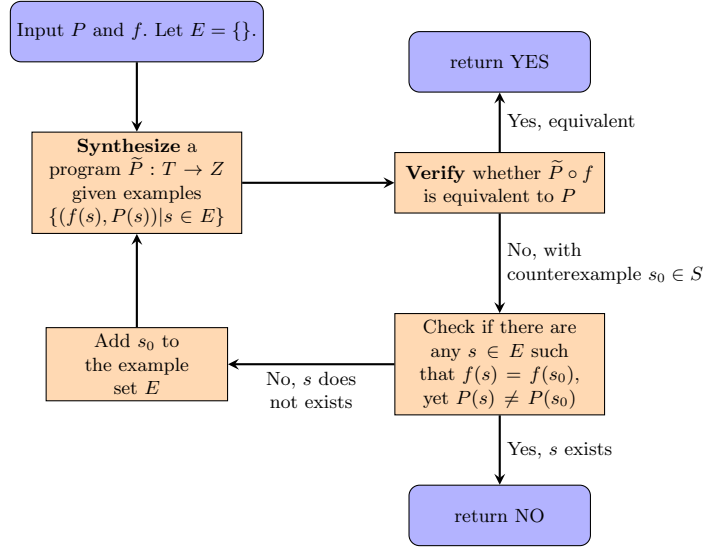 Input P and f. Let E = {}.
return YES
Yes, equivalent
Synthesize a
program P̃ : T → Z
given examples
{(f(s), P(s))|s ∈ E}
Verify whether P̃ ∘ f
is equivalent to P
No, with
counterexample s₀ ∈ S
Add s₀ to
the example
set E
No, s does
not exists
Check if there are
any s ∈ E such
that f(s) = f(s₀),
yet P(s) ≠ P(s₀)
Yes, s exists
return NO